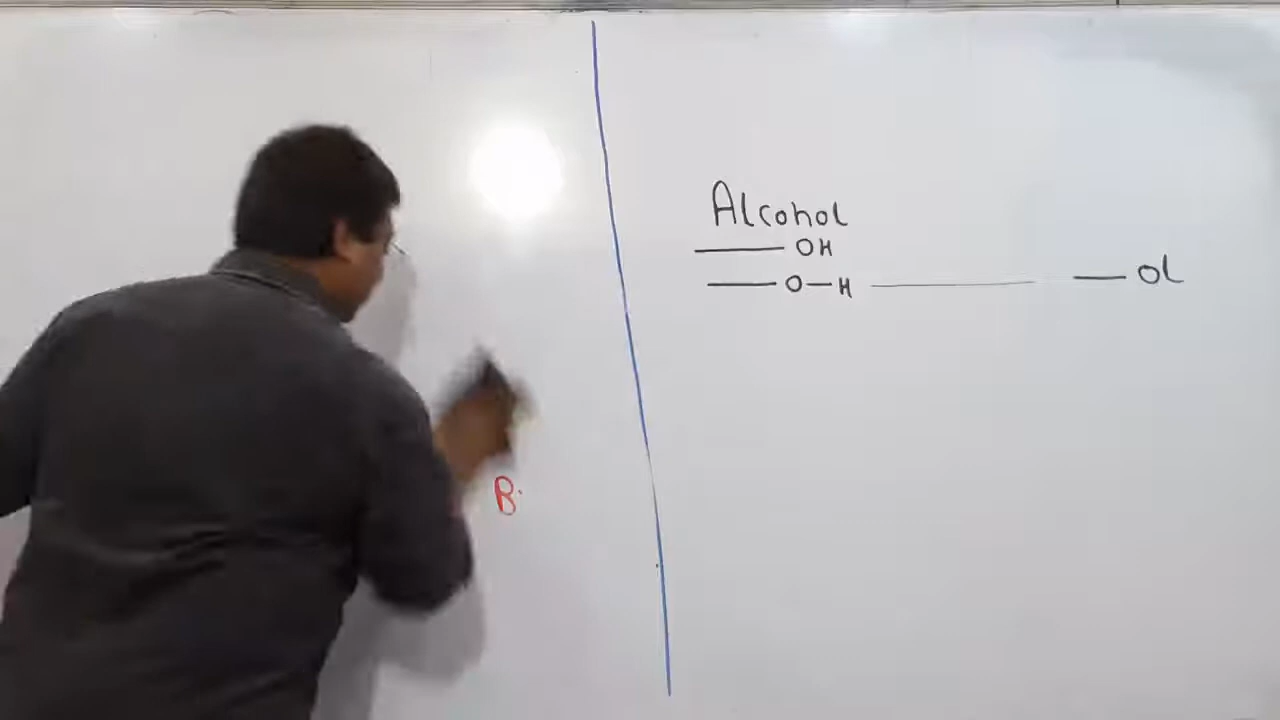 B
Alcohol
— OH
— O—H ——— — ol